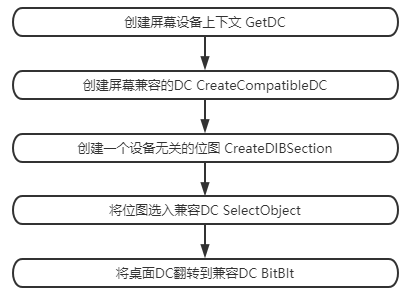 创建屏幕设备上下文 GetDC
创建屏幕兼容的DC CreateCompatibleDC
创建一个设备无关的位图 CreateDIBSection
将位图选入兼容DC SelectObject
将桌面DC翻转到兼容DC BitBlt